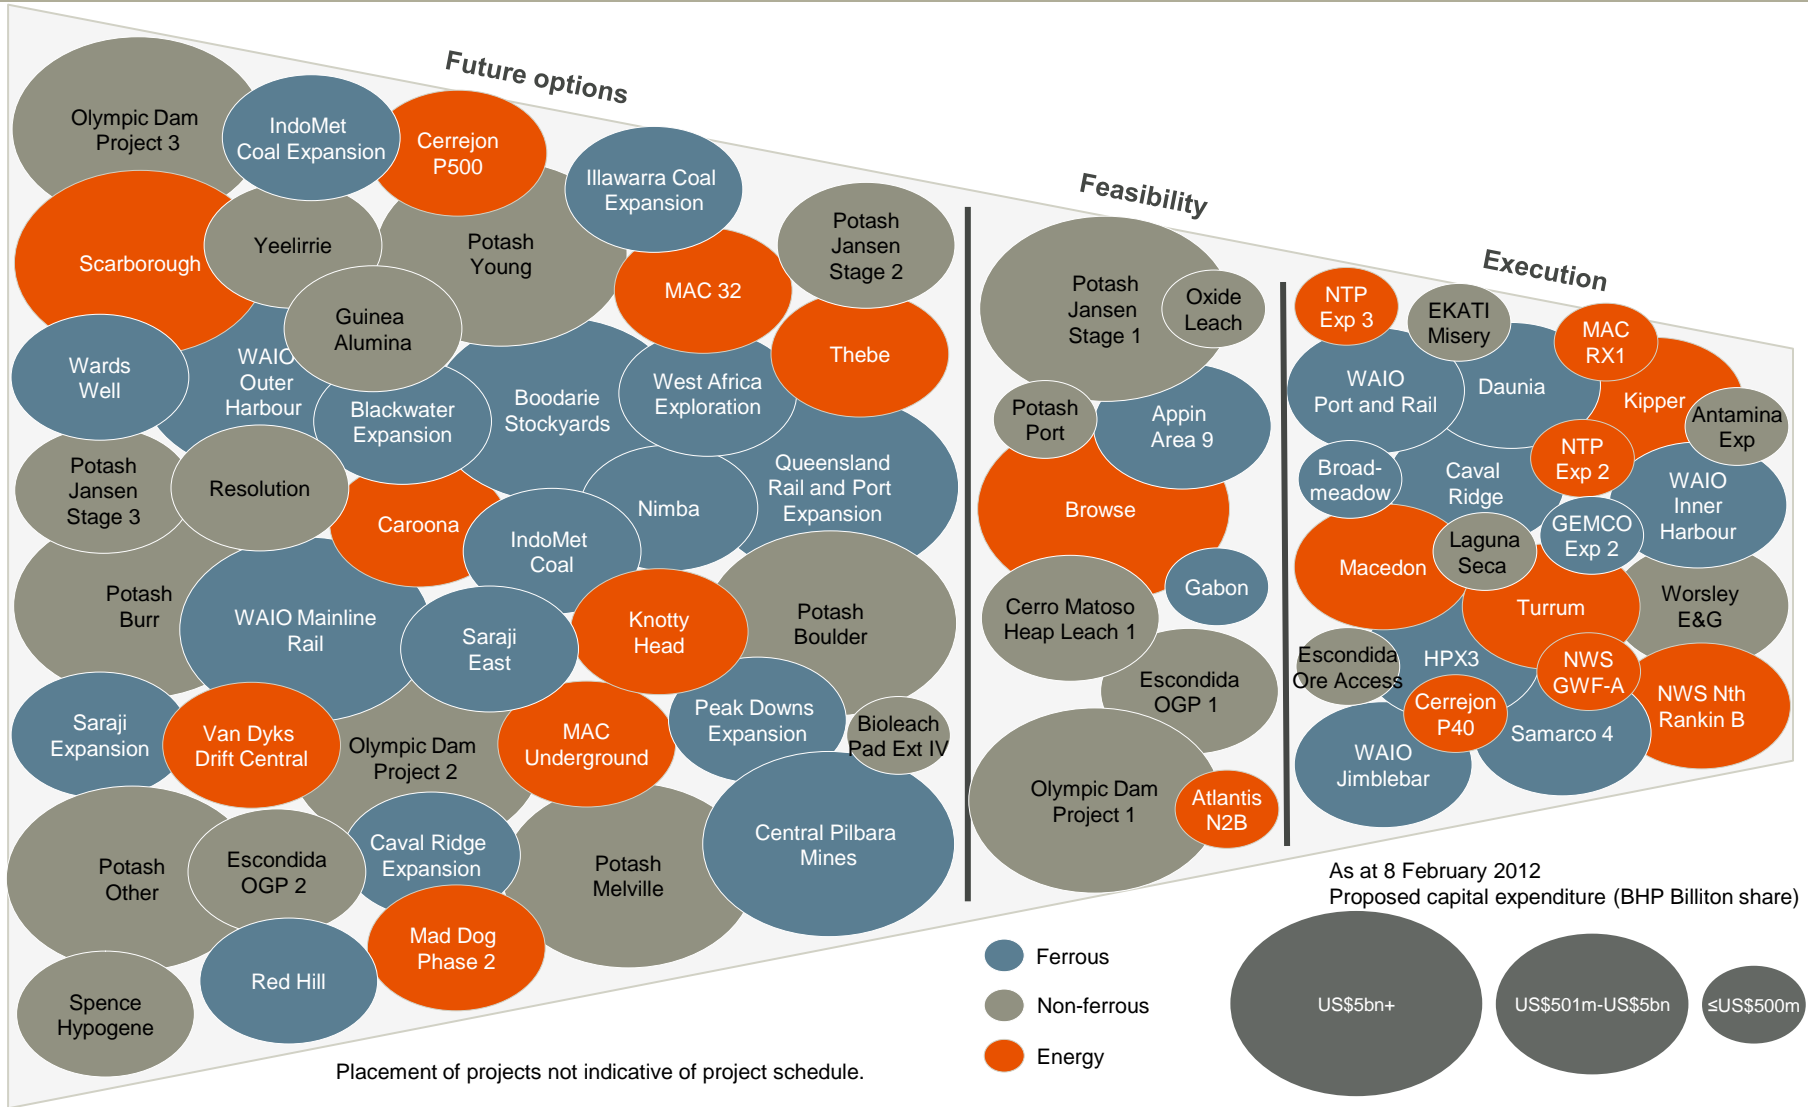 Future options
Olympic Dam
Project 3
IndoMet
Coal Expansion
Cerrejon
P500
Illawarra Coal
Expansion
Scarborough
Yeelirrie
Potash
Young
Potash
Jansen
Stage 2
MAC 32
Guinea
Alumina
Thebe
Wards
Well
WAIO
Outer
Harbour
Blackwater
Expansion
Boodarie
Stockyards
West Africa
Exploration
Potash
Jansen
Stage 3
Resolution
Caroona
IndoMet
Coal
Nimba
Queensland
Rail and Port
Expansion
Potash
Burr
WAIO Mainline
Rail
Saraji
East
Knotty
Head
Potash
Boulder
Saraji
Expansion
Van Dyks
Drift Central
Olympic Dam
Project 2
MAC
Underground
Peak Downs
Expansion
Bioleach
Pad Ext IV
Potash
Other
Escondida
OGP 2
Caval Ridge
Expansion
Potash
Melville
Central Pilbara
Mines
Spence
Hypogene
Red Hill
Mad Dog
Phase 2
Feasibility
Potash
Jansen
Stage 1
Oxide
Leach
Potash
Port
Appin
Area 9
Browse
Cerro Matoso
Heap Leach 1
Gabon
Escondida
OGP 1
Olympic Dam
Project 1
Atlantis
N2B
Execution
NTP
Exp 3
EKATI
Misery
MAC
RX1
WAIO
Port and Rail
Daunia
Kipper
Antamina
Exp
Broad-
meadow
Caval
Ridge
NTP
Exp 2
WAIO
Inner
Harbour
GEMCO
Exp 2
Laguna
Seca
Macedon
Turrum
Worsley
E&G
Escondida
Ore Access
HPX3
NWS
GWF-A
NWS Nth
Rankin B
Cerrejon
P40
WAIO
Jimblebar
Samarco 4
As at 8 February 2012
Proposed capital expenditure (BHP Billiton share)
US$5bn+
US$501m-US$5bn
≤US$500m
Ferrous
Non-ferrous
Energy
Placement of projects not indicative of project schedule.